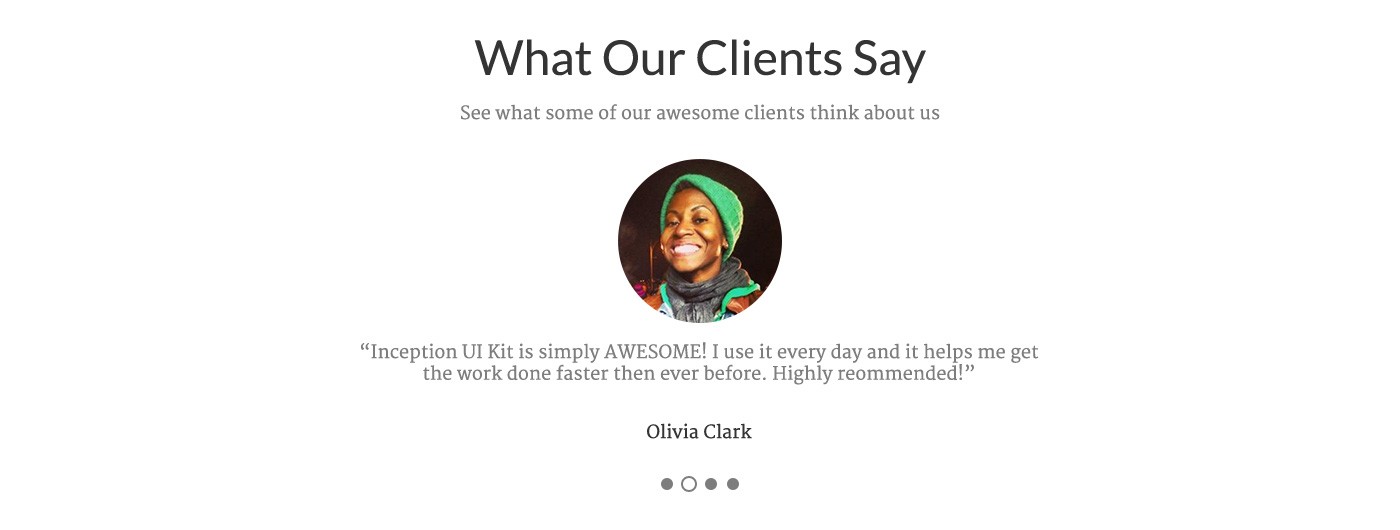 What Our Clients Say
See what some of our awesome clients think about us
“Inception UI Kit is simply AWESOME! I use it every day and it helps me get
the work done faster then ever before. Highly reommended!”
Olivia Clark